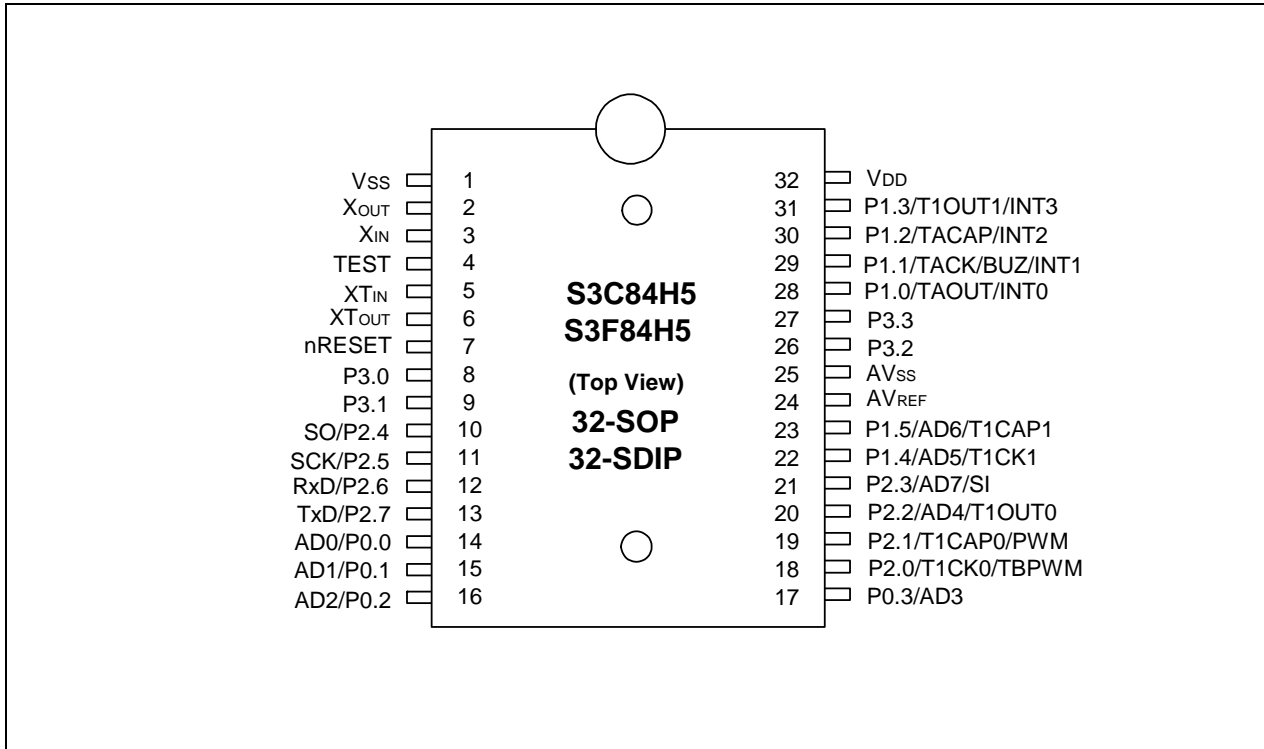 VSS 1 32 VDD
XOUT 2 31 P1.3/T1OUT1/INT3
XIN 3 30 P1.2/TACAP/INT2
TEST 4 29 P1.1/TACK/BUZ/INT1
XTIN 5 28 P1.0/TAOUT/INT0
XTOUT 6 27 P3.3
nRESET 7 26 P3.2
P3.0 8 25 AVSS
P3.1 9 24 AVREF
SO/P2.4 10 23 P1.5/AD6/T1CAP1
SCK/P2.5 11 22 P1.4/AD5/T1CK1
RxD/P2.6 12 21 P2.3/AD7/SI
TxD/P2.7 13 20 P2.2/AD4/T1OUT0
AD0/P0.0 14 19 P2.1/T1CAP0/PWM
AD1/P0.1 15 18 P2.0/T1CK0/TBPWM
AD2/P0.2 16 17 P0.3/AD3
S3C84H5
S3F84H5
(Top View)
32-SOP
32-SDIP